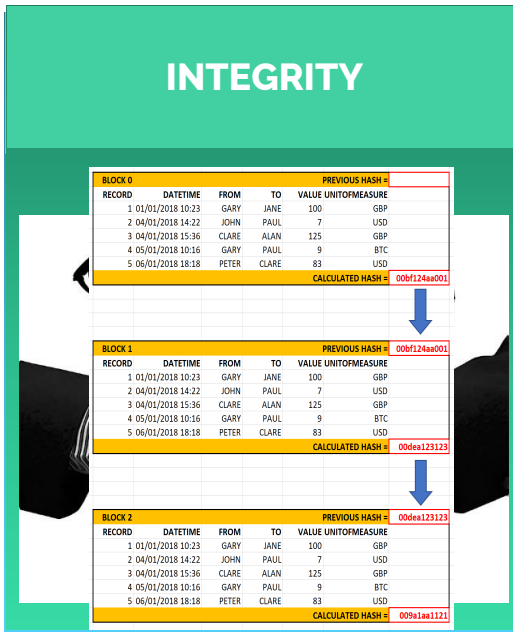 INTEGRITY
BLOCK 0 PREVIOUS HASH =
RECORD DATETIME FROM TO VALUE UNITOFMEASURE
1 01/01/2018 10:23 GARY JANE 100 GBP
2 04/01/2018 14:22 JOHN PAUL 7 USD
3 04/01/2018 15:36 CLARE ALAN 125 GBP
4 05/01/2018 10:16 GARY PAUL 9 BTC
5 06/01/2018 18:18 PETER CLARE 83 USD
CALCULATED HASH = 00bf124aa001
BLOCK 1 PREVIOUS HASH = 00bf124aa001
RECORD DATETIME FROM TO VALUE UNITOFMEASURE
1 01/01/2018 10:23 GARY JANE 100 GBP
2 04/01/2018 14:22 JOHN PAUL 7 USD
3 04/01/2018 15:36 CLARE ALAN 125 GBP
4 05/01/2018 10:16 GARY PAUL 9 BTC
5 06/01/2018 18:18 PETER CLARE 83 USD
CALCULATED HASH = 00dea123123
BLOCK 2 PREVIOUS HASH = 00dea123123
RECORD DATETIME FROM TO VALUE UNITOFMEASURE
1 01/01/2018 10:23 GARY JANE 100 GBP
2 04/01/2018 14:22 JOHN PAUL 7 USD
3 04/01/2018 15:36 CLARE ALAN 125 GBP
4 05/01/2018 10:16 GARY PAUL 9 BTC
5 06/01/2018 18:18 PETER CLARE 83 USD
CALCULATED HASH = 009a1aa1121